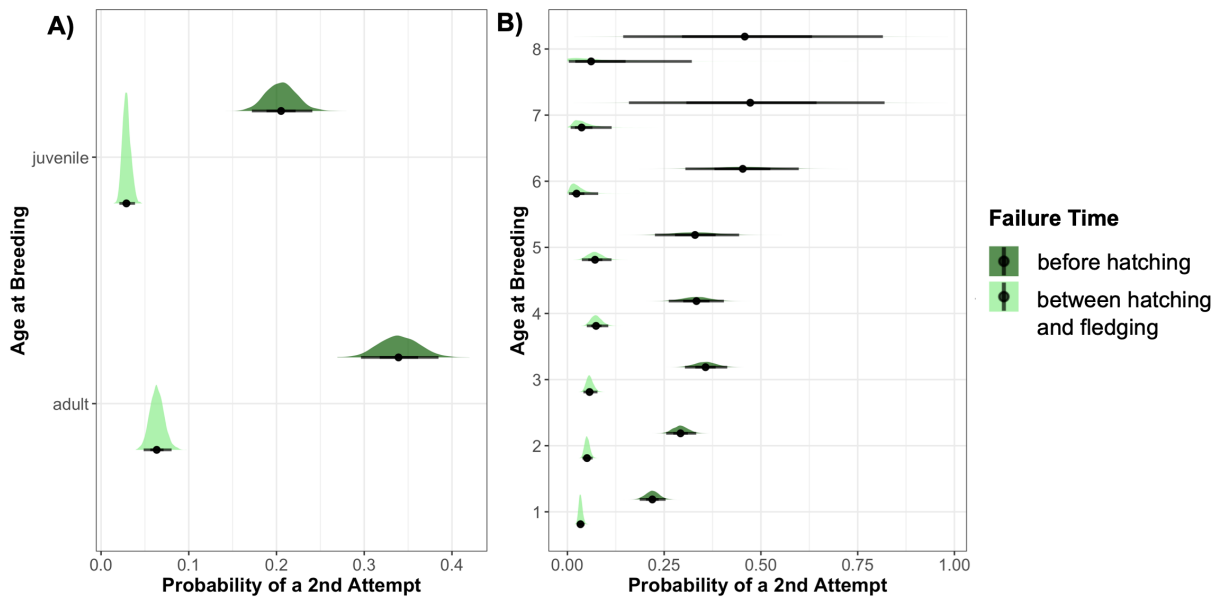 A)
juvenile
adult
Age at Breeding
0.0 0.1 0.2 0.3 0.4
Probability of a 2nd Attempt
B)
8
7
6
5
4
3
2
1
Age at Breeding
0.00 0.25 0.50 0.75 1.00
Probability of a 2nd Attempt
Failure Time
before hatching
between hatching
and fledging